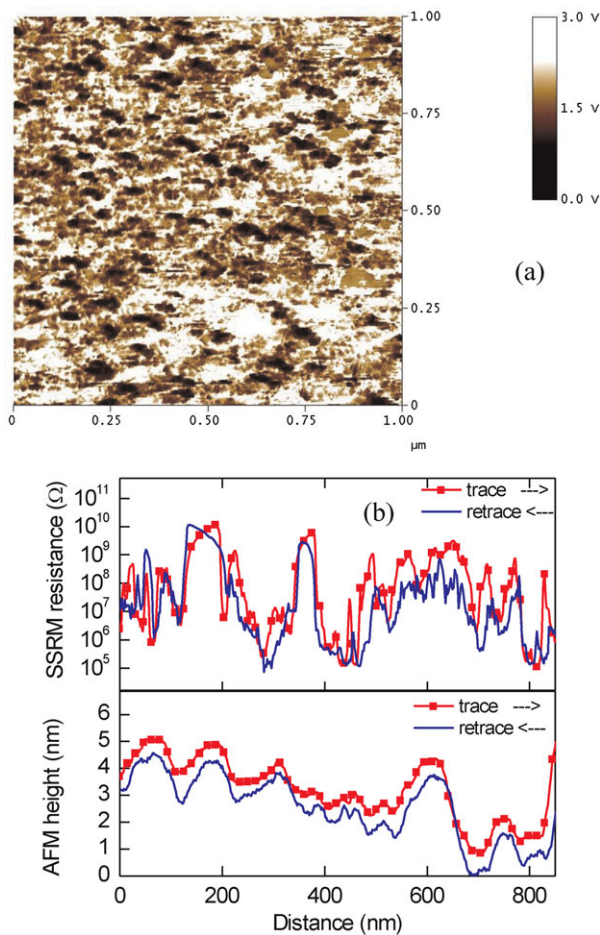 1.00
3.0 V
0.75
1.5 V
0.50
0.0 V
(a)
0.25
0
0 0.25 0.50 0.75 1.00
µm
SSRM resistance (Ω)
10¹¹
10¹⁰
10⁹
10⁸
10⁷
10⁶
10⁵
(b)
trace --->
retrace <---
AFM height (nm)
6
5
4
3
2
1
0
trace --->
retrace <---
0 200 400 600 800
Distance (nm)